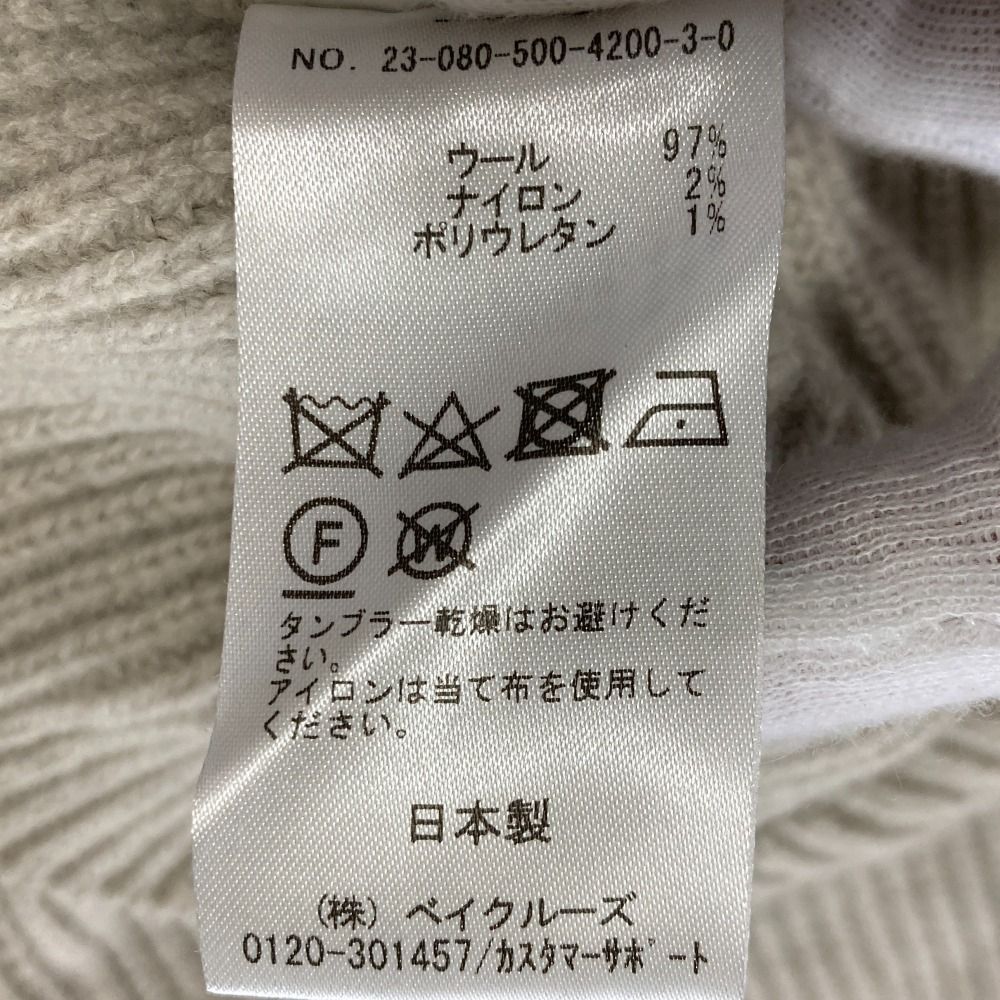 NO. 23-080-500-4200-3-0
ウール 97%
ナイロン 2%
ポリウレタン 1%
F W
タンブラー乾燥はお避けくだ
さい。
アイロンは当て布を使用して
ください。
日本製
(株) ベイクルーズ
0120-301457/カスタマーサポート